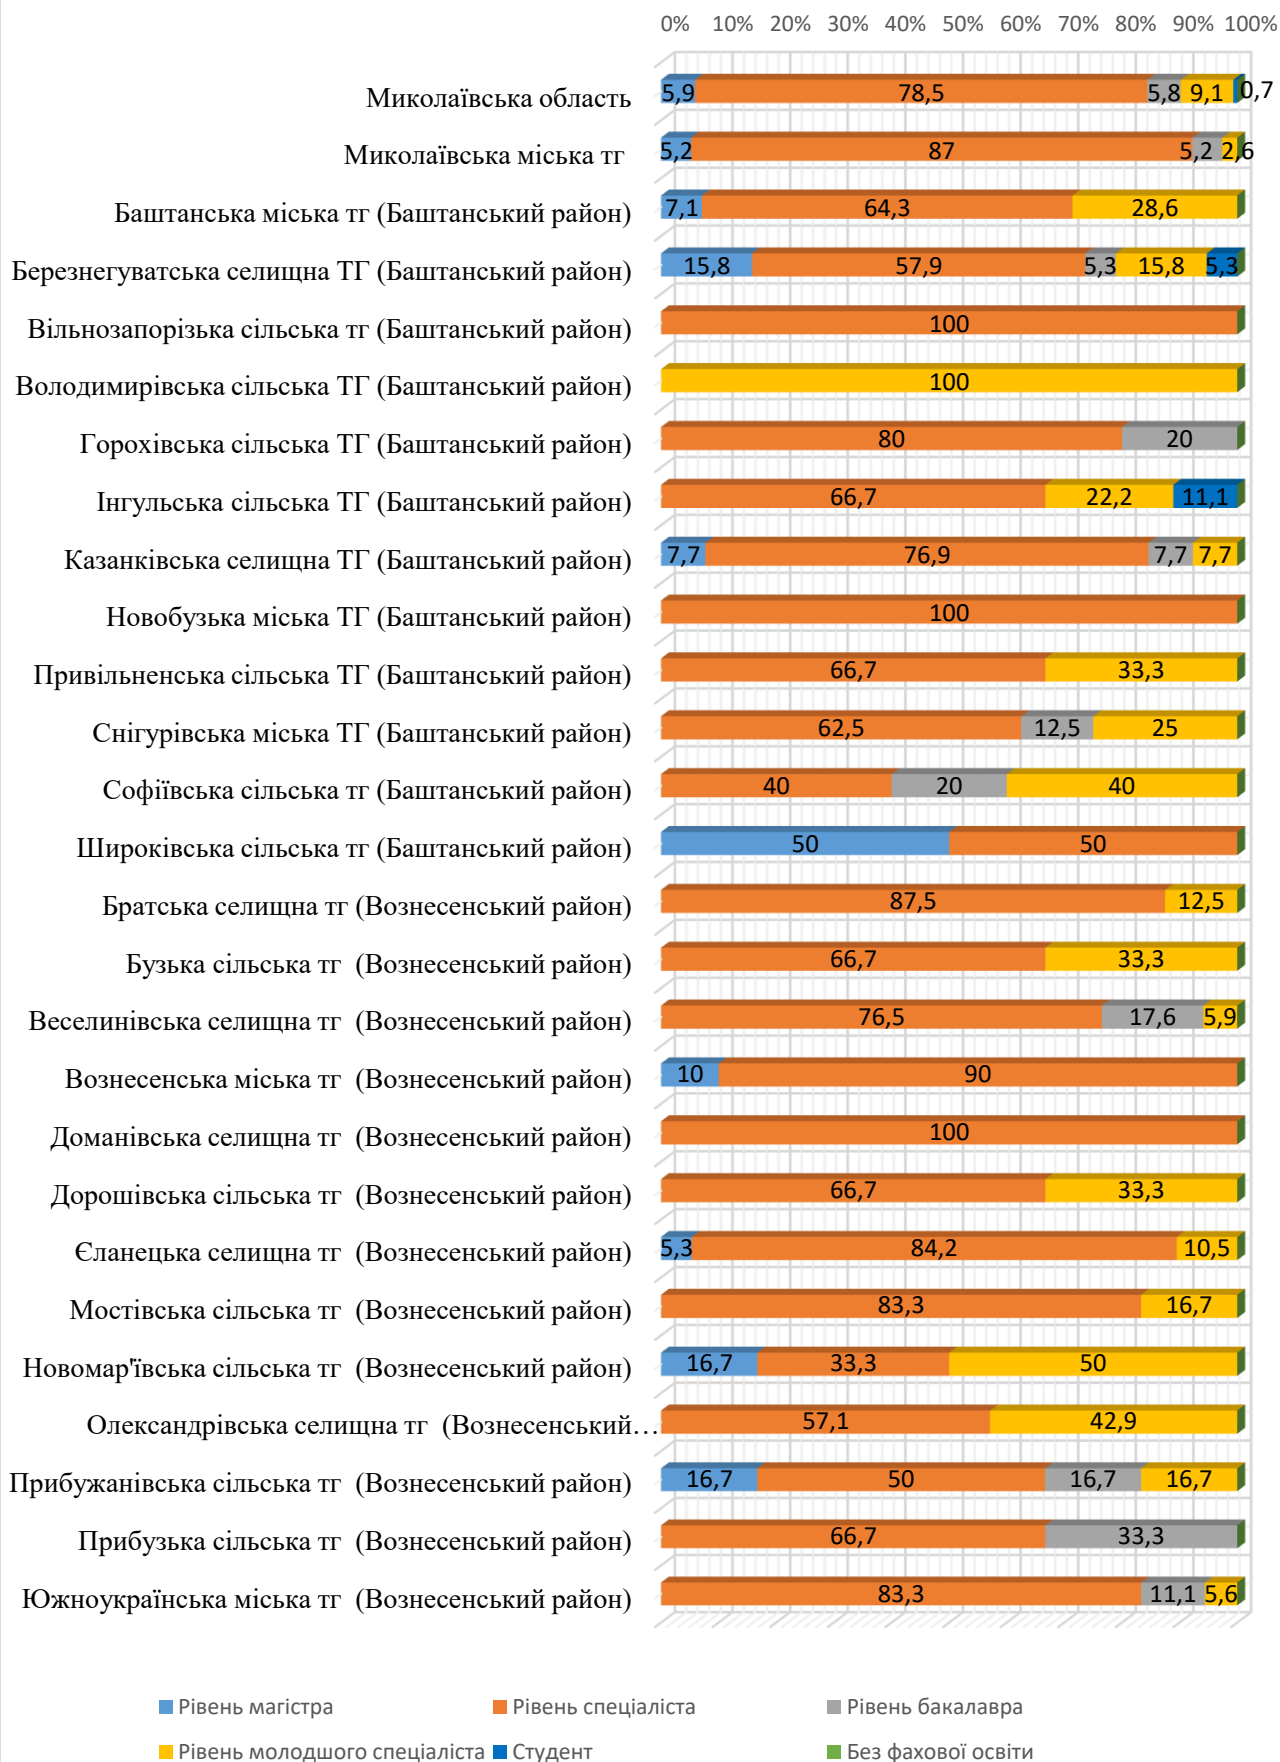 0% 10% 20% 30% 40% 50% 60% 70% 80% 90% 100%
Миколаївська область 5,9 78,5 5,8 9,1 0,7
Миколаївська міська тг 5,2 87 5,2 2,6
Баштанська міська тг (Баштанський район) 7,1 64,3 28,6
Березнегуватська селищна ТГ (Баштанський район) 15,8 57,9 5,3 15,8 5,3
Вільнозапорізька сільська тг (Баштанський район) 100
Володимирівська сільська ТГ (Баштанський район) 100
Горохівська сільська ТГ (Баштанський район) 80 20
Інгульська сільська ТГ (Баштанський район) 66,7 22,2 11,1
Казанківська селищна ТГ (Баштанський район) 7,7 76,9 7,7 7,7
Новобузька міська ТГ (Баштанський район) 100
Привільненська сільська ТГ (Баштанський район) 66,7 33,3
Снігурівська міська ТГ (Баштанський район) 62,5 12,5 25
Софіївська сільська тг (Баштанський район) 40 20 40
Широківська сільська тг (Баштанський район) 50 50
Братська селищна тг (Вознесенський район) 87,5 12,5
Бузька сільська тг (Вознесенський район) 66,7 33,3
Веселинівська селищна тг (Вознесенський район) 76,5 17,6 5,9
Вознесенська міська тг (Вознесенський район) 10 90
Доманівська селищна тг (Вознесенський район) 100
Дорошівська сільська тг (Вознесенський район) 66,7 33,3
Єланецька селищна тг (Вознесенський район) 5,3 84,2 10,5
Мостівська сільська тг (Вознесенський район) 83,3 16,7
Новомар'ївська сільська тг (Вознесенський район) 16,7 33,3 50
Олександрівська селищна тг (Вознесенський… 57,1 42,9
Прибужанівська сільська тг (Вознесенський район) 16,7 50 16,7 16,7
Прибузька сільська тг (Вознесенський район) 66,7 33,3
Южноукраїнська міська тг (Вознесенський район) 83,3 11,1 5,6
Рівень магістра Рівень спеціаліста Рівень бакалавра
Рівень молодшого спеціаліста Студент Без фахової освіти